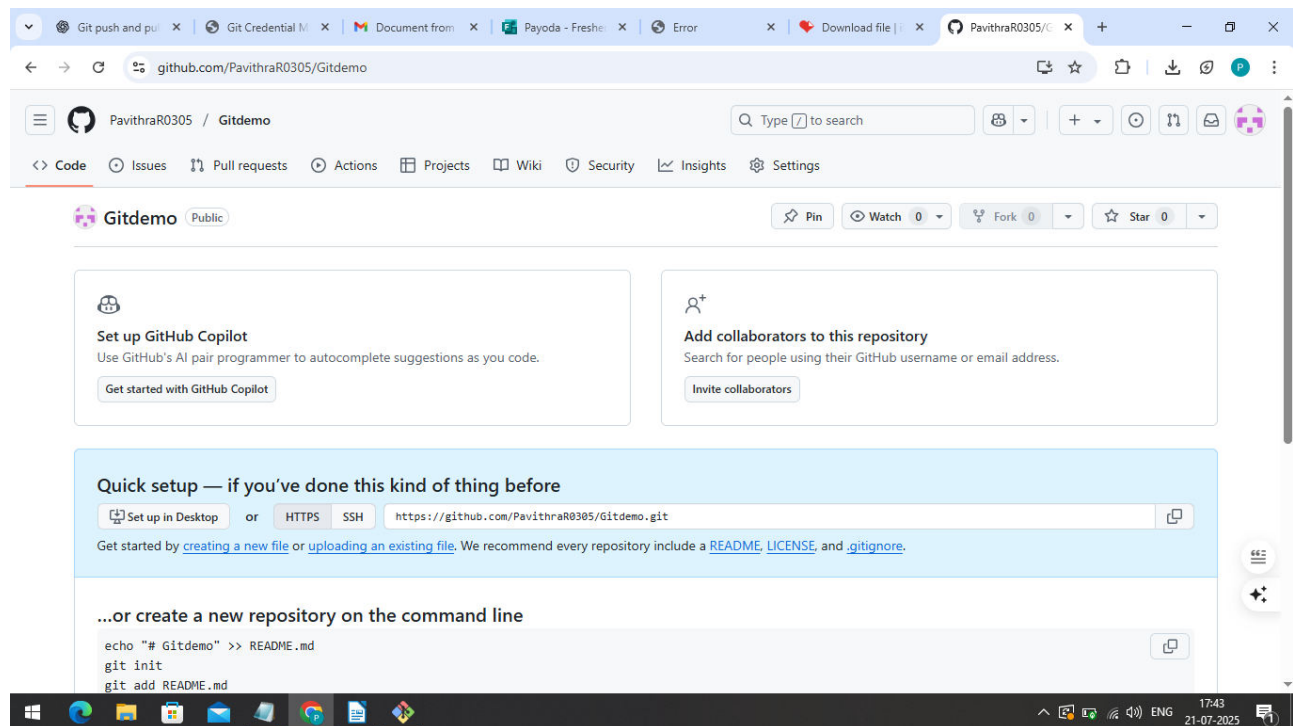 Git push and pu
Git Credential M
Document from
Payoda - Freshe
Error
Download file | i
PavithraR0305/G
github.com/PavithraR0305/Gitdemo
P
PavithraR0305 / Gitdemo
Type / to search
Code Issues Pull requests Actions Projects Wiki Security Insights Settings
Gitdemo Public
Pin Watch 0 Fork 0 Star 0
Set up GitHub Copilot
Use GitHub's AI pair programmer to autocomplete suggestions as you code.
Get started with GitHub Copilot
Add collaborators to this repository
Search for people using their GitHub username or email address.
Invite collaborators
Quick setup — if you've done this kind of thing before
Set up in Desktop or HTTPS SSH https://github.com/PavithraR0305/Gitdemo.git
Get started by creating a new file or uploading an existing file. We recommend every repository include a README, LICENSE, and .gitignore.
...or create a new repository on the command line
echo "# Gitdemo" >> README.md
git init
git add README.md
ENG
17:43
21-07-2025